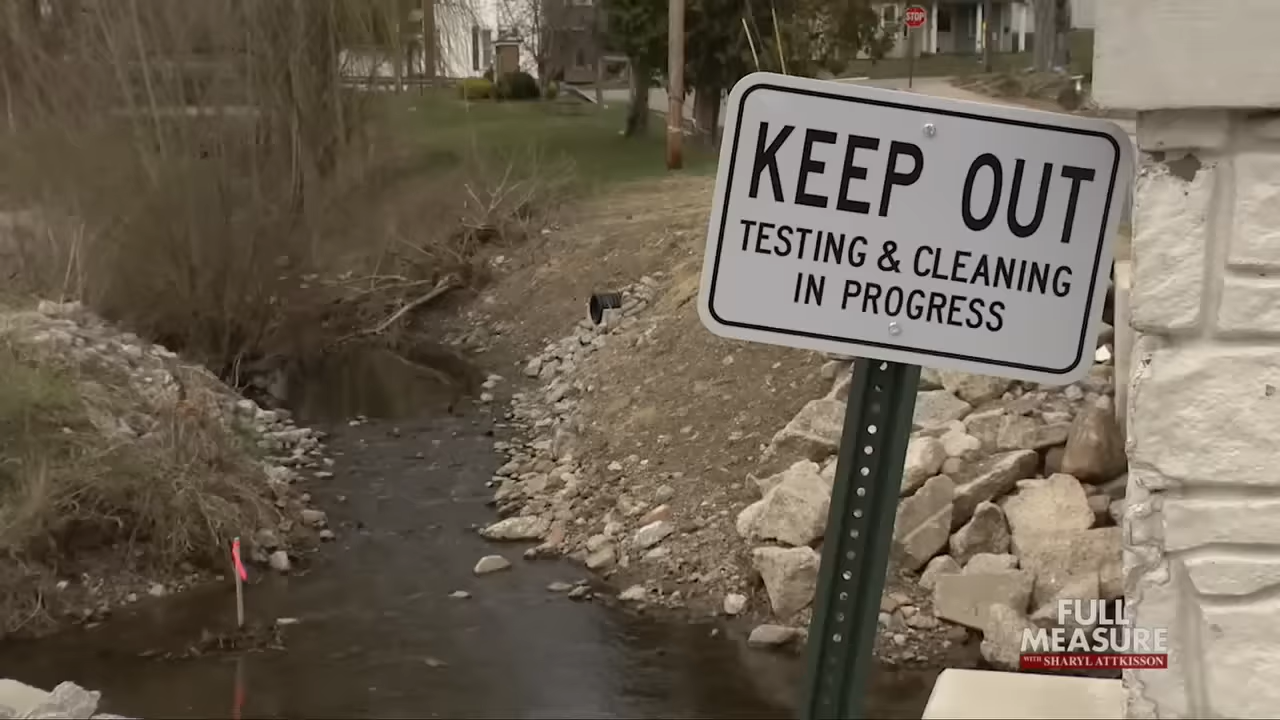 STOP
KEEP OUT
TESTING & CLEANING
IN PROGRESS
FULL
MEASURE
WITH SHARYL ATTKISSON